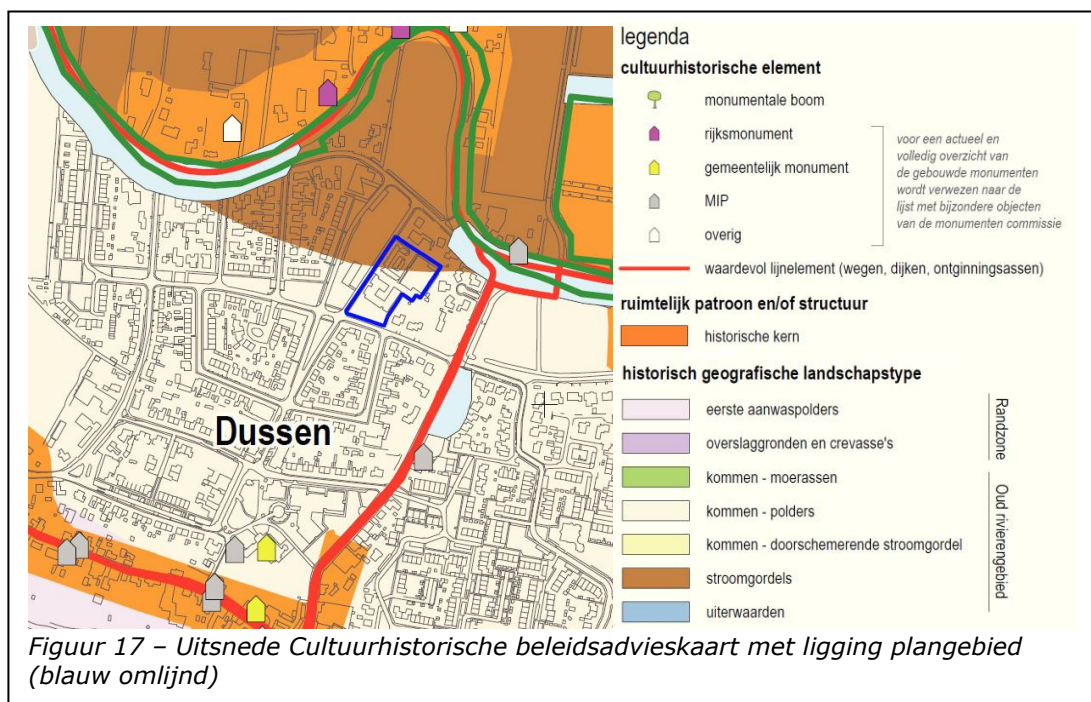 Dussen
legenda
cultuurhistorische element
monumentale boom
rijksmonument
gemeentelijk monument
MIP
overig
voor een actueel en
volledig overzicht van
de gebouwde monumenten
wordt verwezen naar de
lijst met bijzondere objecten
van de monumenten commissie
waardevol lijnelement (wegen, dijken, ontginningsassen)
ruimtelijk patroon en/of structuur
historische kern
historisch geografische landschapstype
eerste aanwaspolders
overslaggronden en crevasse's
Randzone
kommen - moerassen
kommen - polders
kommen - doorschemerende stroomgordel
stroomgordels
uiterwaarden
Oud rivierengebied
Figuur 17 – Uitsnede Cultuurhistorische beleidsadvieskaart met ligging plangebied
(blauw omlijnd)